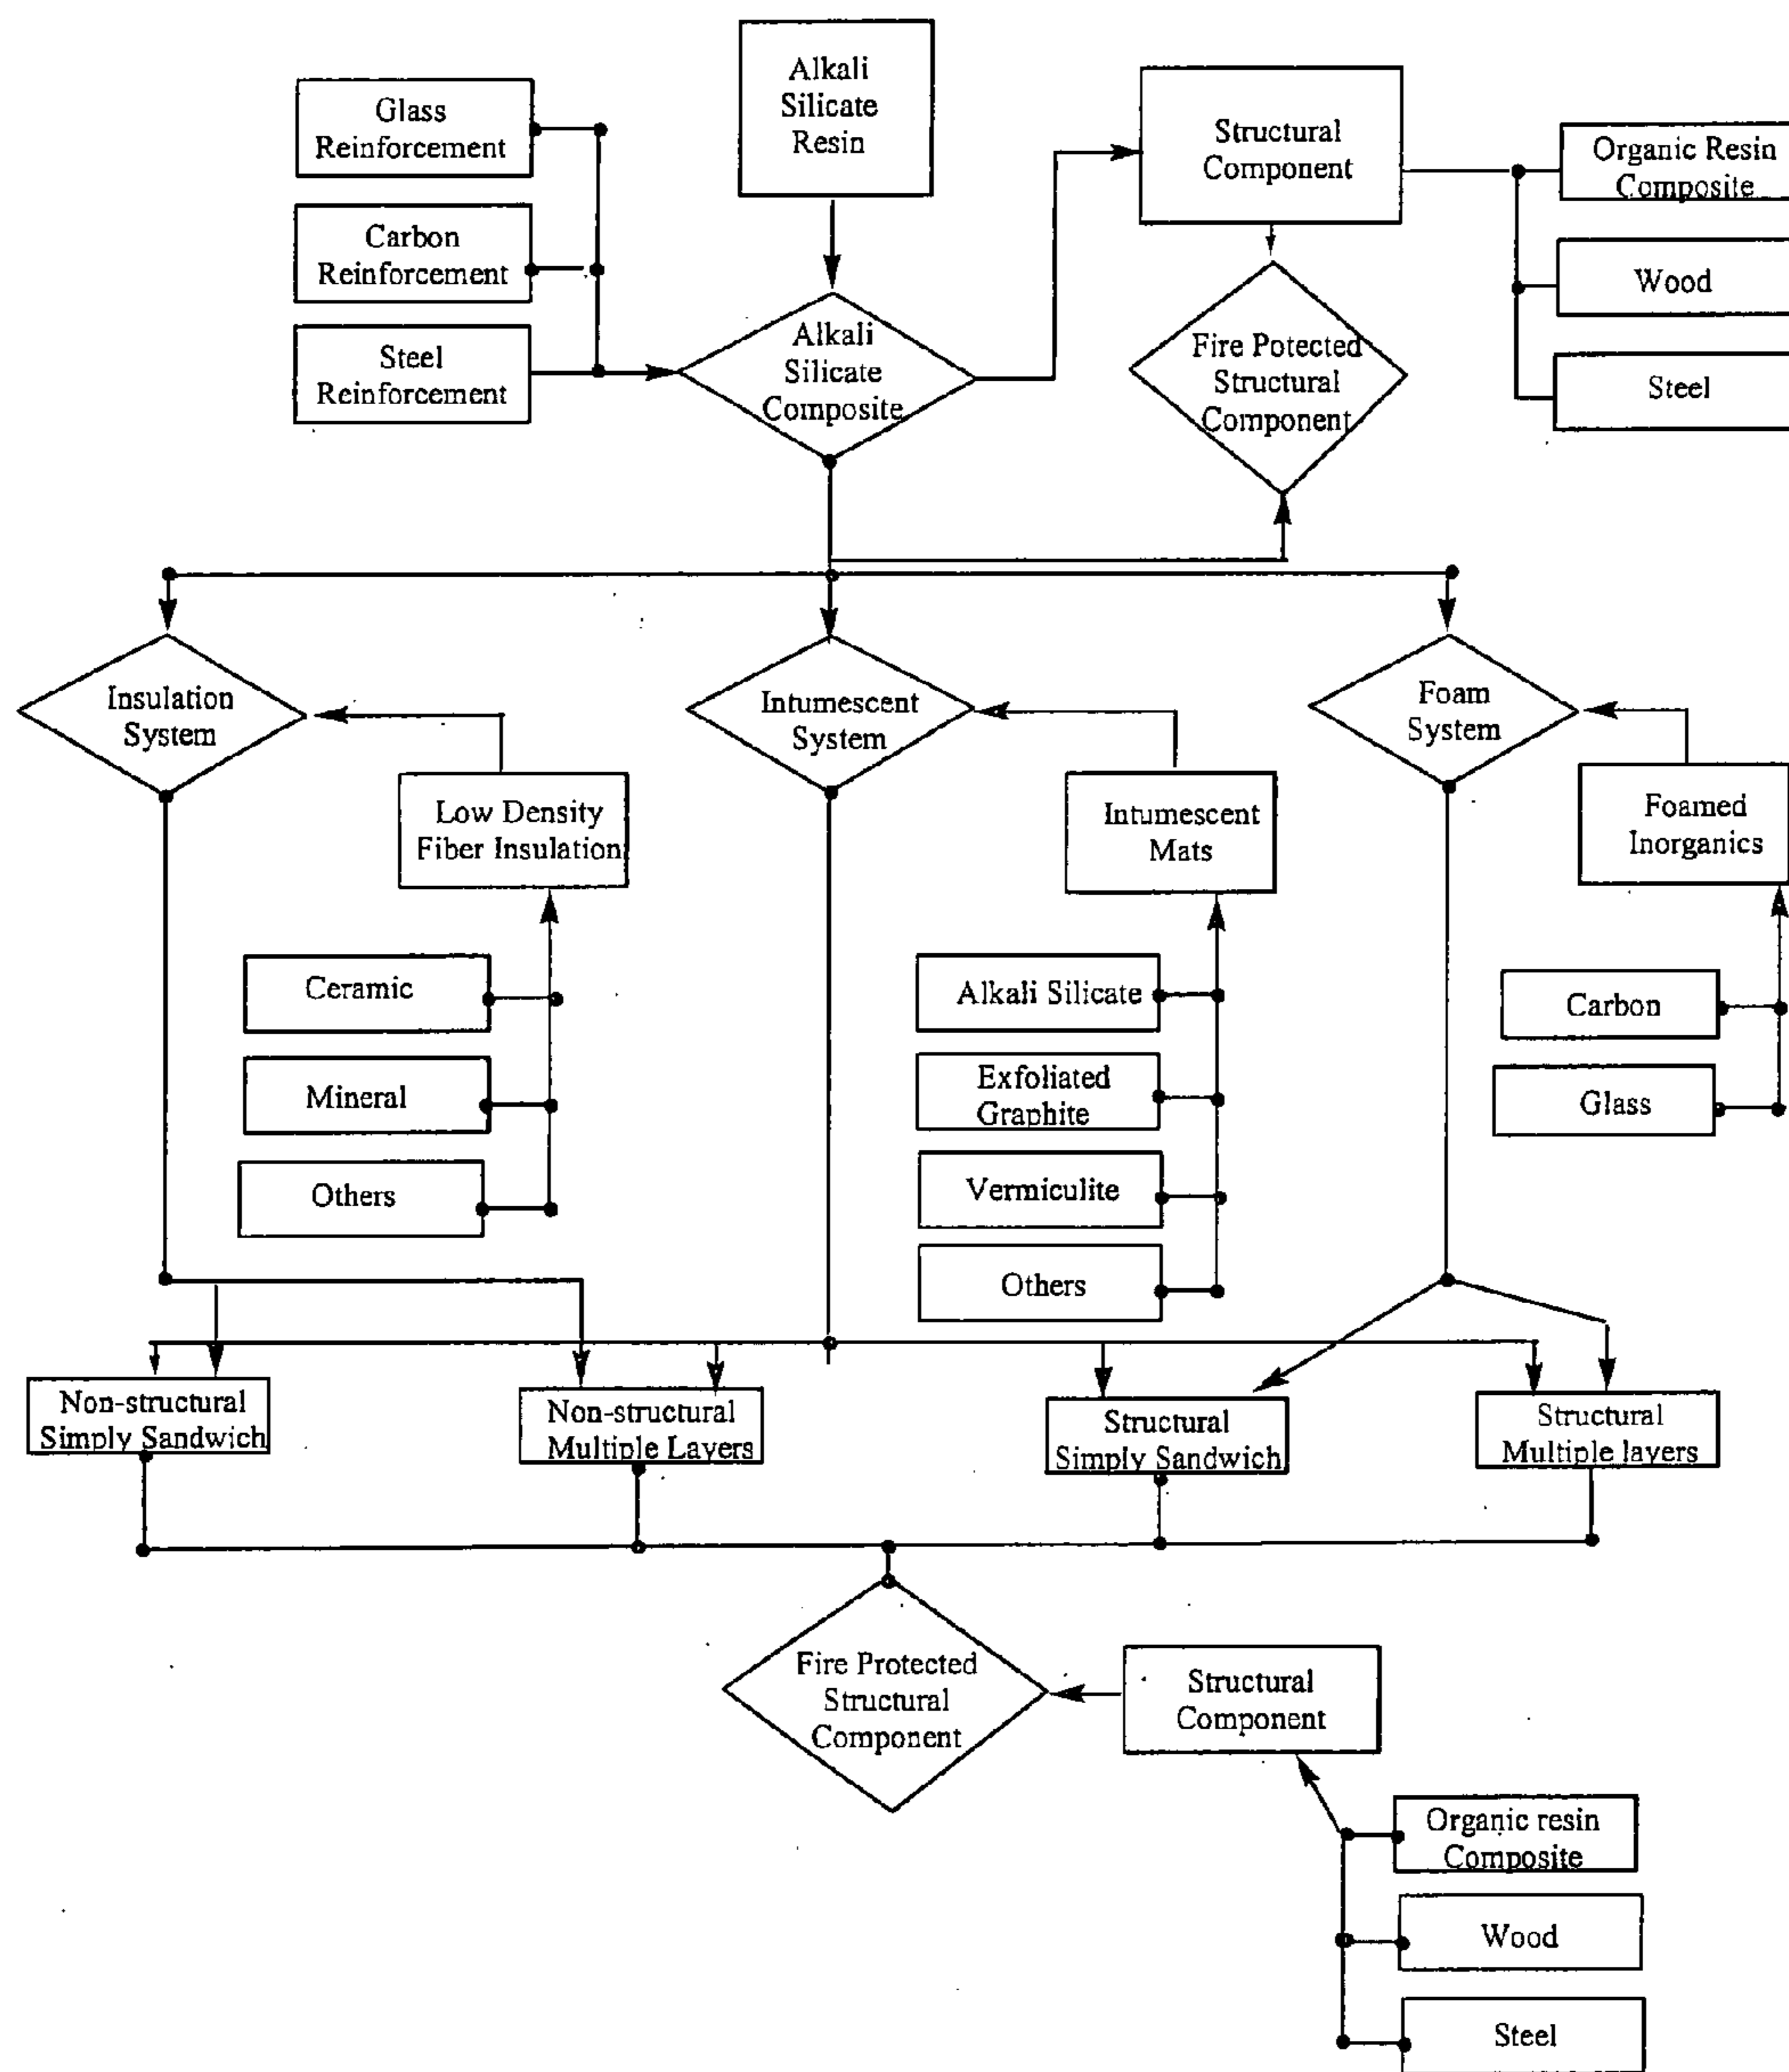 Alkali
Silicate
Resin
Glass
Reinforcement
Carbon
Reinforcement
Steel
Reinforcement
Alkali
Silicate
Composite
Structural
Component
Organic Resin
Composite
Wood
Steel
Fire Potected
Structural
Component
Insulation
System
Intumescent
System
Foam
System
Low Density
Fiber Insulation
Intumescent
Mats
Foamed
Inorganics
Ceramic
Mineral
Others
Alkali Silicate
Exfoliated
Graphite
Vermiculite
Others
Carbon
Glass
Non-structural
Simply Sandwich
Non-structural
Multiple Layers
Structural
Simply Sandwich
Structural
Multiple layers
Fire Protected
Structural
Component
Structural
Component
Organic resin
Composite
Wood
Steel